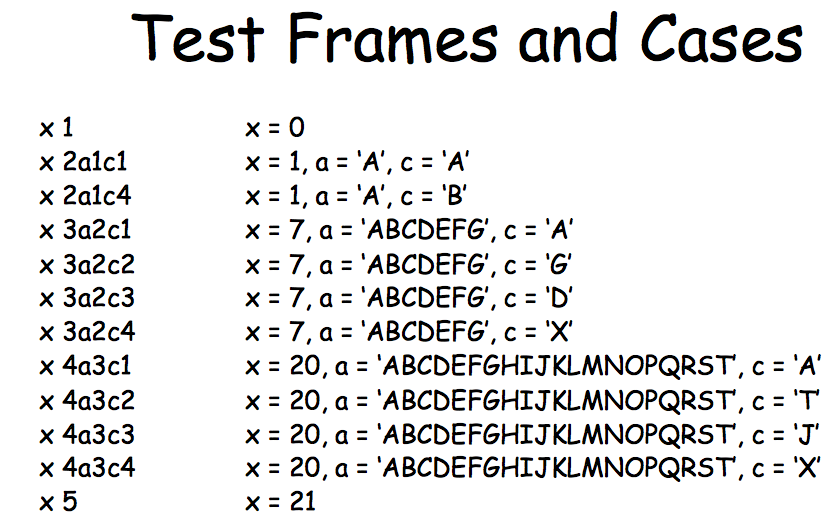 Test Frames and Cases
x 1 x = 0
x 2a1c1 x = 1, a = ‘A’, c = ‘A’
x 2a1c4 x = 1, a = ‘A’, c = ‘B’
x 3a2c1 x = 7, a = ‘ABCDEFG’, c = ‘A’
x 3a2c2 x = 7, a = ‘ABCDEFG’, c = ‘G’
x 3a2c3 x = 7, a = ‘ABCDEFG’, c = ‘D’
x 3a2c4 x = 7, a = ‘ABCDEFG’, c = ‘X’
x 4a3c1 x = 20, a = ‘ABCDEFGHIJKLMNOPQRST’, c = ‘A’
x 4a3c2 x = 20, a = ‘ABCDEFGHIJKLMNOPQRST’, c = ‘T’
x 4a3c3 x = 20, a = ‘ABCDEFGHIJKLMNOPQRST’, c = ‘J’
x 4a3c4 x = 20, a = ‘ABCDEFGHIJKLMNOPQRST’, c = ‘X’
x 5 x = 21